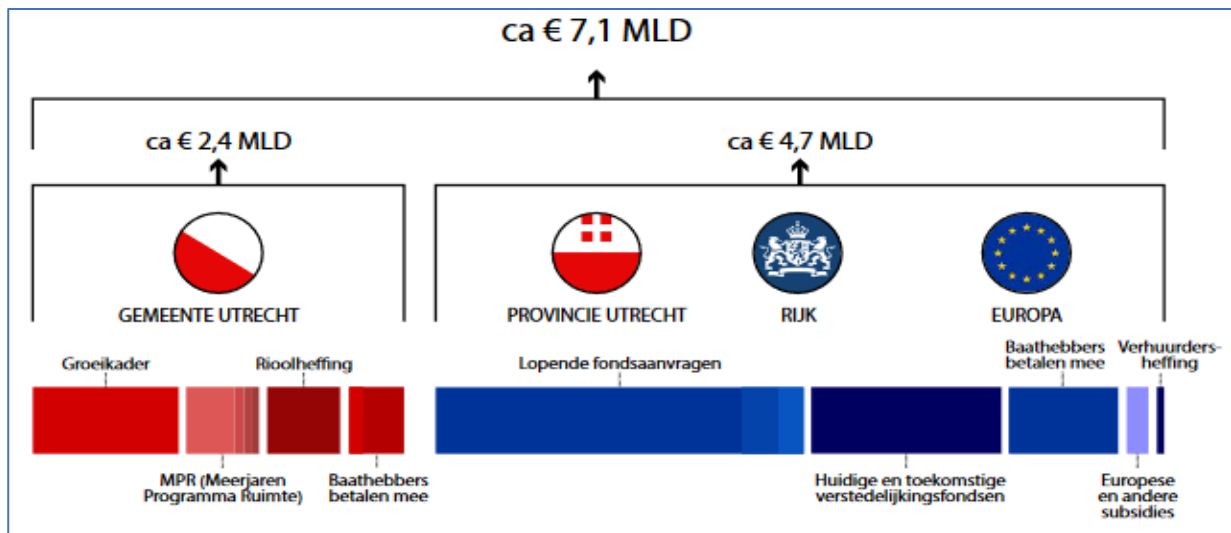 ca € 7,1 MLD
ca € 2,4 MLD
ca € 4,7 MLD
GEMEENTE UTRECHT
PROVINCIE UTRECHT
RIJK
EUROPA
Groeikader
Rioolheffing
Lopende fondsaanvragen
Baathebbers
betalen mee
Verhuurders-
heffing
MPR (Meerjaren
Programma Ruimte)
Baathebbers
betalen mee
Huidige en toekomstige
verstedelijkingsfondsen
Europese
en andere
subsidies